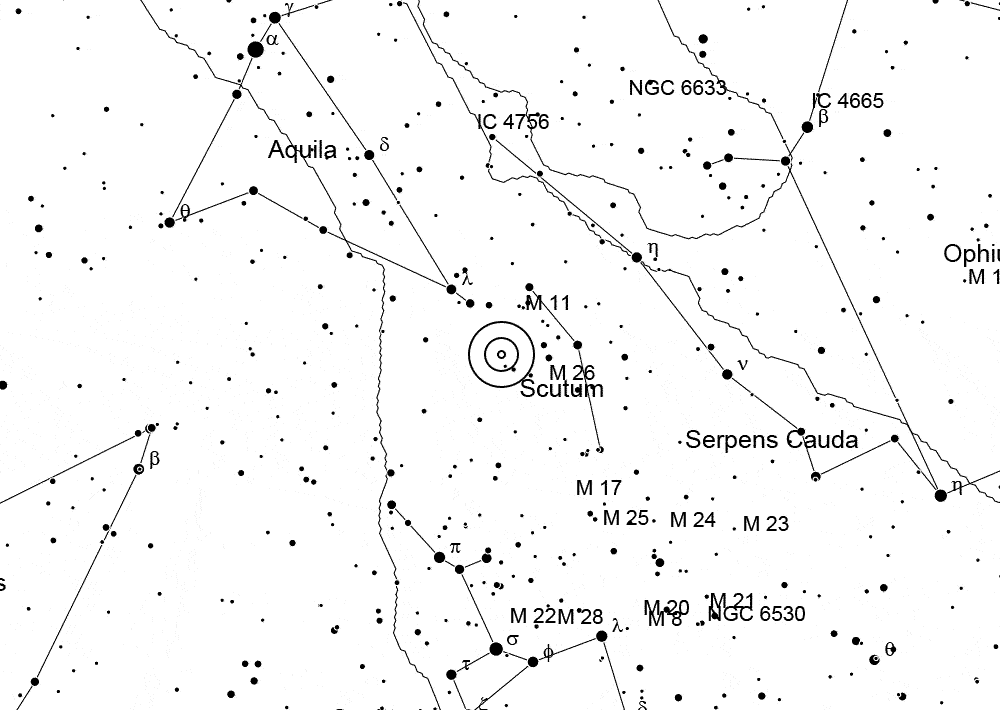 γ
α
NGC 6633
IC 4665
β
IC 4756
Aquila
δ
θ
η
Ophiu
λ
M 1
M 11
M 26
ν
Scutum
Serpens Cauda
β
M 17
η
M 25
M 24
M 23
π
s
M 21
M 20
NGC 6530
M 22
M 28
M 8
λ
σ
φ
θ
τ
ζ
δ